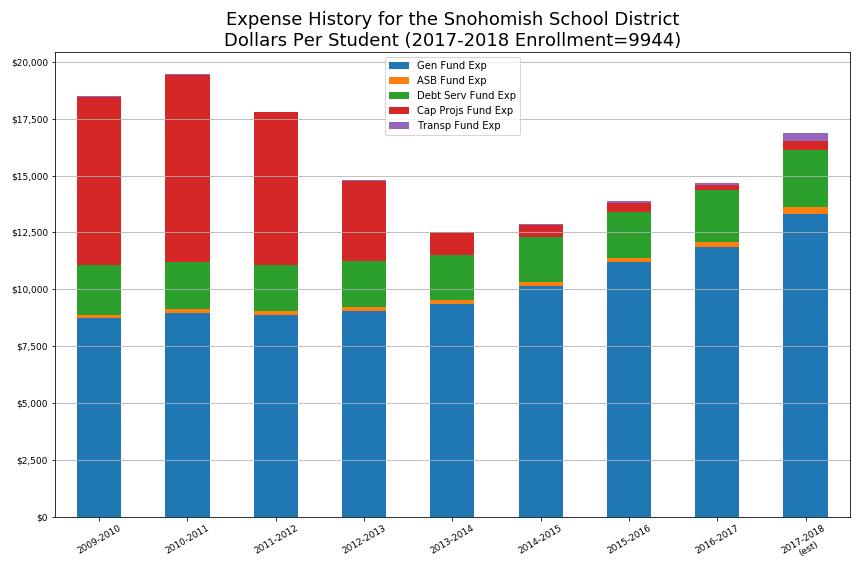 Expense History for the Snohomish School District
Dollars Per Student (2017-2018 Enrollment=9944)
Gen Fund Exp
ASB Fund Exp
Debt Serv Fund Exp
Cap Projs Fund Exp
Transp Fund Exp
$20,000
$17,500
$15,000
$12,500
$10,000
$7,500
$5,000
$2,500
$0
2009-2010
2010-2011
2011-2012
2012-2013
2013-2014
2014-2015
2015-2016
2016-2017
2017-2018
(est)